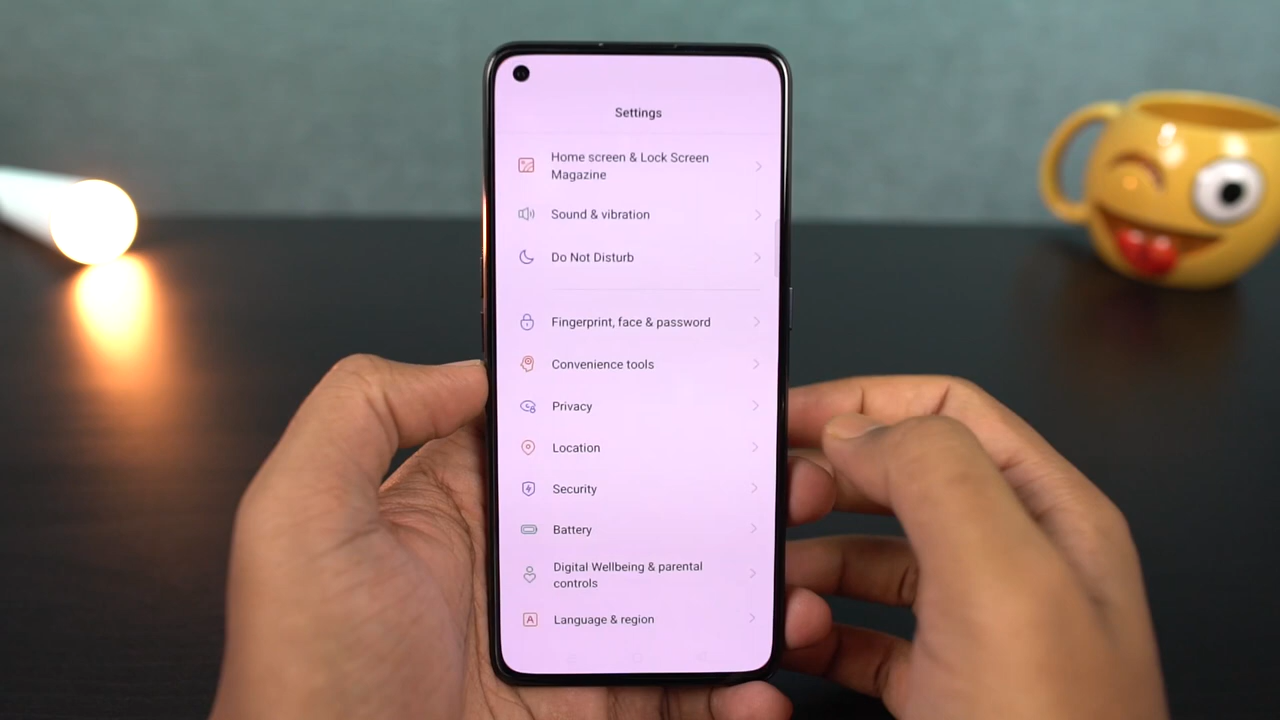 Settings
Home screen & Lock Screen
Magazine
Sound & vibration
Do Not Disturb
Fingerprint, face & password
Convenience tools
Privacy
Location
Security
Battery
Digital Wellbeing & parental
controls
A
Language & region